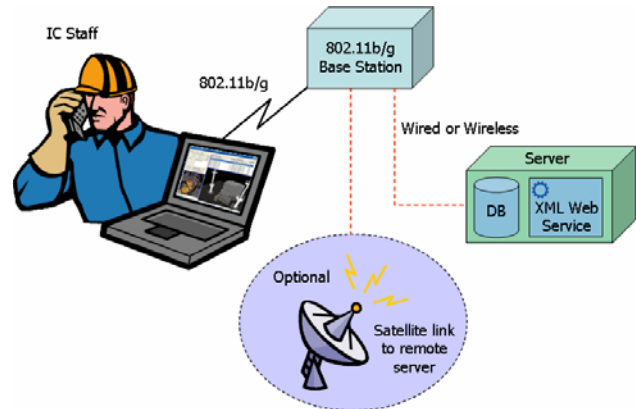 IC Staff
802.11b/g
802.11b/g
Base Station
Wired or Wireless
Server
DB
XML Web
Service
Optional
Satellite link
to remote
server